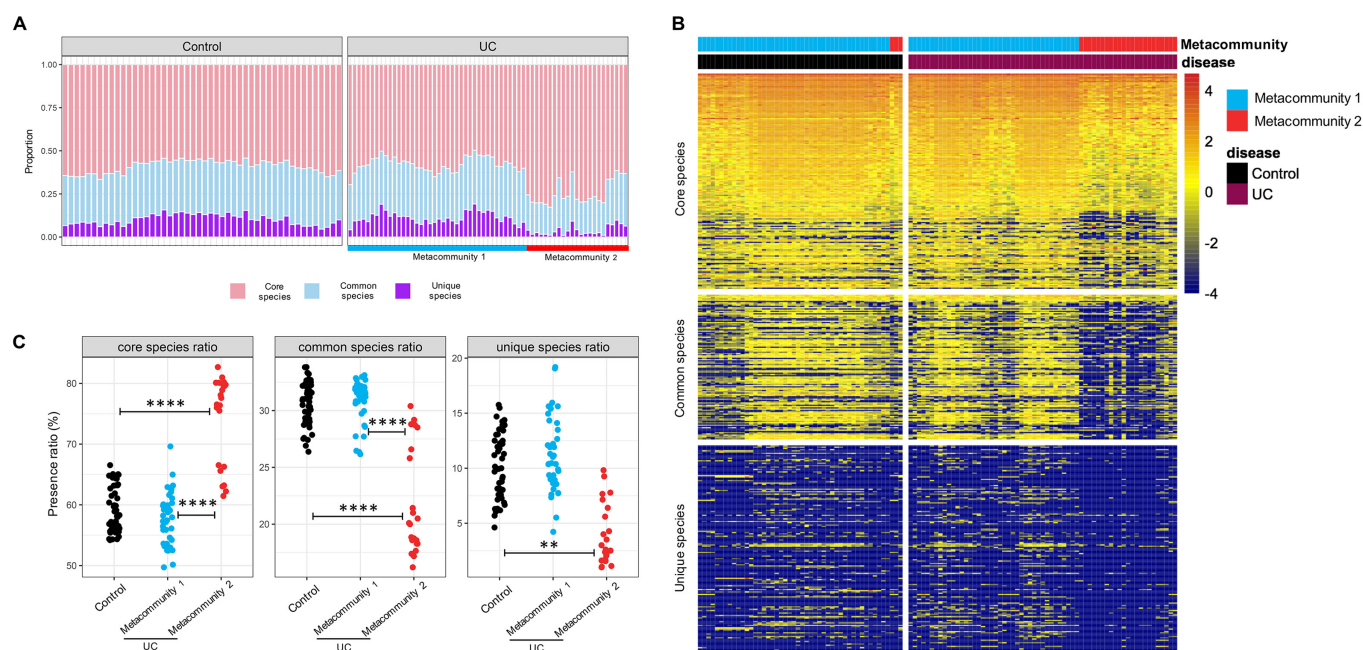 A
Control
UC
1.00
0.75
0.50
0.25
0.00
Proportion
Metacommunity 1
Metacommunity 2
Core
species
Common
species
Unique
species
B
Metacommunity
disease
Core species
Common species
Unique species
4
2
0
-2
-4
Metacommunity 1
Metacommunity 2
disease
Control
UC
C
core species ratio
common species ratio
unique species ratio
Presence ratio (%)
80
70
60
50
****
****
30
25
20
****
****
20
15
10
5
**
Control
Metacommunity 1
Metacommunity 2
UC
Control
Metacommunity 1
Metacommunity 2
UC
Control
Metacommunity 1
Metacommunity 2
UC